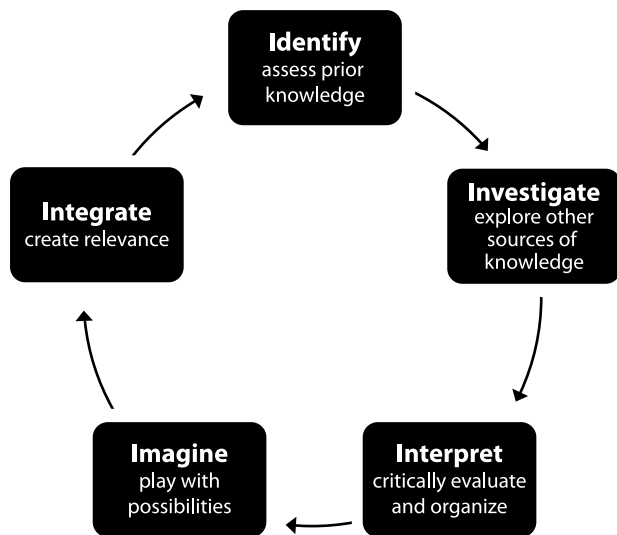 Identify
assess prior
knowledge
Investigate
explore other
sources of
knowledge
Interpret
critically evaluate
and organize
Imagine
play with
possibilities
Integrate
create relevance